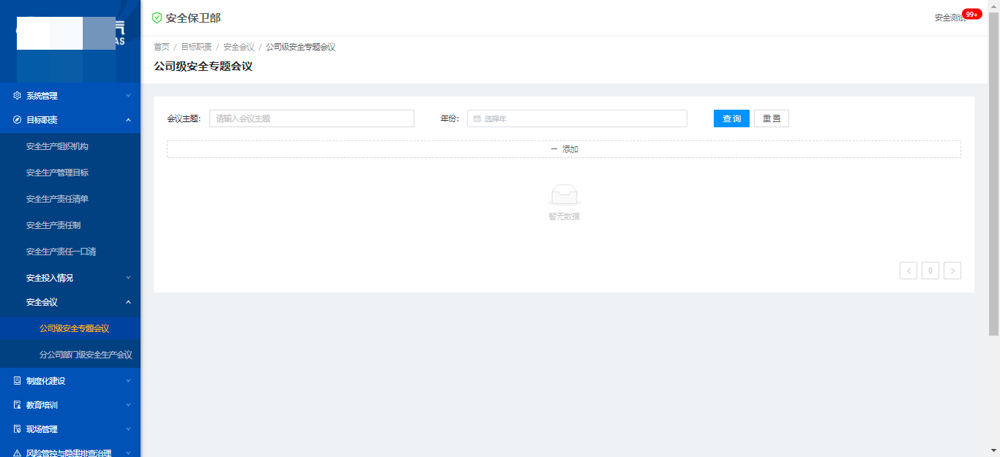 气
AS
安全保卫部
安全测试
99+
首页 / 目标职责 / 安全会议 / 公司级安全专题会议
公司级安全专题会议
系统管理
目标职责
安全生产组织机构
安全生产管理目标
安全生产责任清单
安全生产责任制
安全生产责任一口清
安全投入情况
安全会议
公司级安全专题会议
分公司部门级安全生产会议
制度化建设
教育培训
现场管理
风险管控与隐患排查治理
会议主题: 请输入会议主题 年份: 选择年 查询 重置
添加
暂无数据
< 0 >